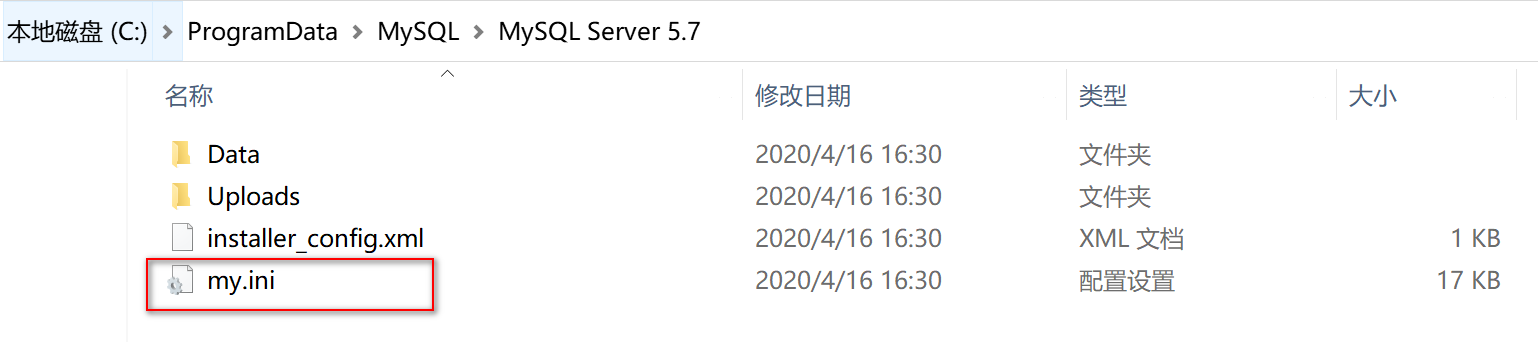 本地磁盘 (C:) > ProgramData > MySQL > MySQL Server 5.7
名称 修改日期 类型 大小
Data 2020/4/16 16:30 文件夹
Uploads 2020/4/16 16:30 文件夹
installer_config.xml 2020/4/16 16:30 XML 文档 1 KB
my.ini 2020/4/16 16:30 配置设置 17 KB